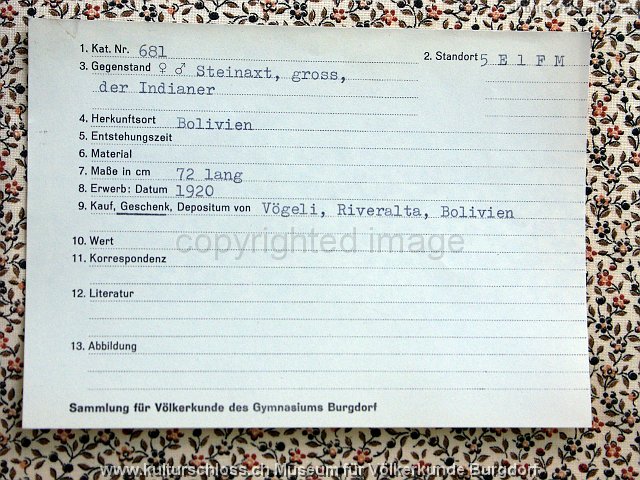 1. Kat. Nr. 681 2. Standort 5 E 1 F M
3. Gegenstand ♀ ♂ Steinaxt, gross,
der Indianer
4. Herkunftsort Bolivien
5. Entstehungszeit
6. Material
7. Maße in cm 72 lang
8. Erwerb: Datum 1920
9. Kauf, Geschenk, Depositum von Vögeli, Riveralta, Bolivien
copyrighted image
10. Wert
11. Korrespondenz
12. Literatur
13. Abbildung
Sammlung für Völkerkunde des Gymnasiums Burgdorf
www.kulturschloss.ch Museum für Völkerkunde Burgdorf